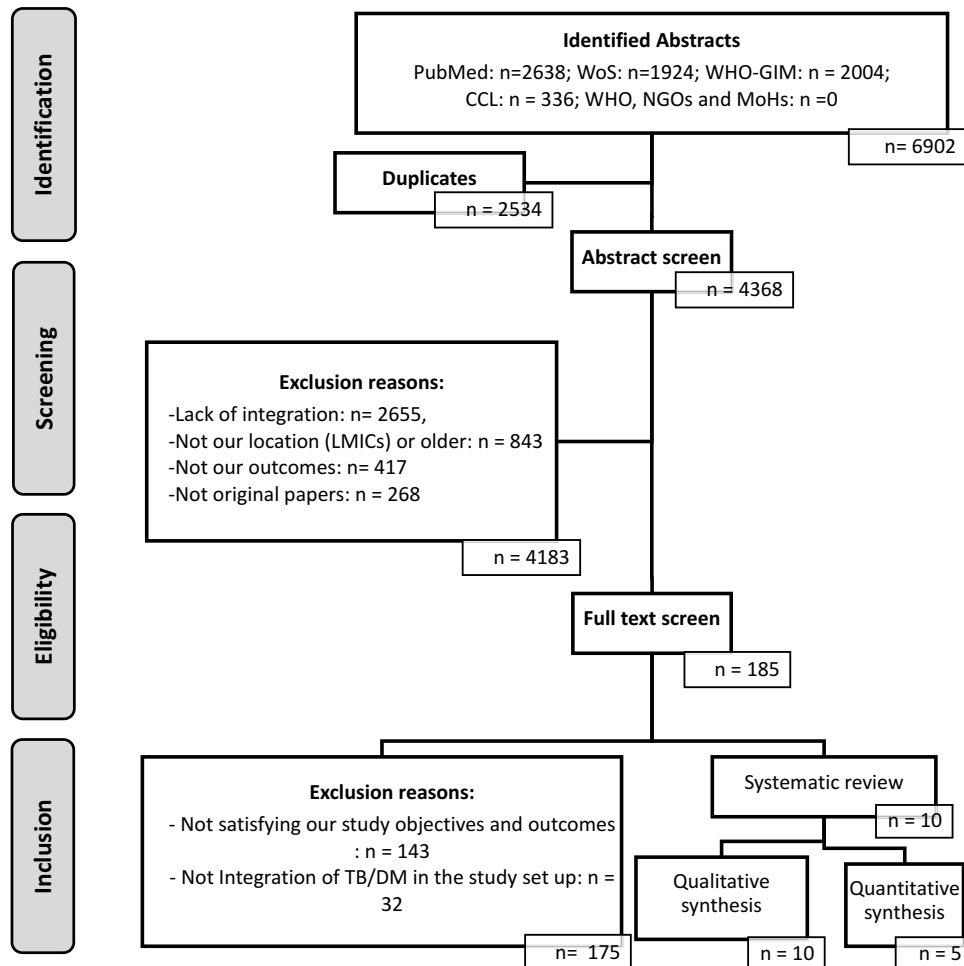 Identification
Identified Abstracts
PubMed: n=2638; WoS: n=1924; WHO-GIM: n = 2004;
CCL: n = 336; WHO, NGOs and MoHs: n =0
n= 6902
Duplicates
n = 2534
Abstract screen
n = 4368
Screening
Exclusion reasons:
-Lack of integration: n= 2655,
-Not our location (LMICs) or older: n = 843
-Not our outcomes: n= 417
-Not original papers: n = 268
n = 4183
Eligibility
Full text screen
n = 185
Inclusion
Exclusion reasons:
- Not satisfying our study objectives and outcomes
: n = 143
- Not Integration of TB/DM in the study set up: n =
32
n= 175
Systematic review
n = 10
Qualitative
synthesis
n = 10
Quantitative
synthesis
n = 5